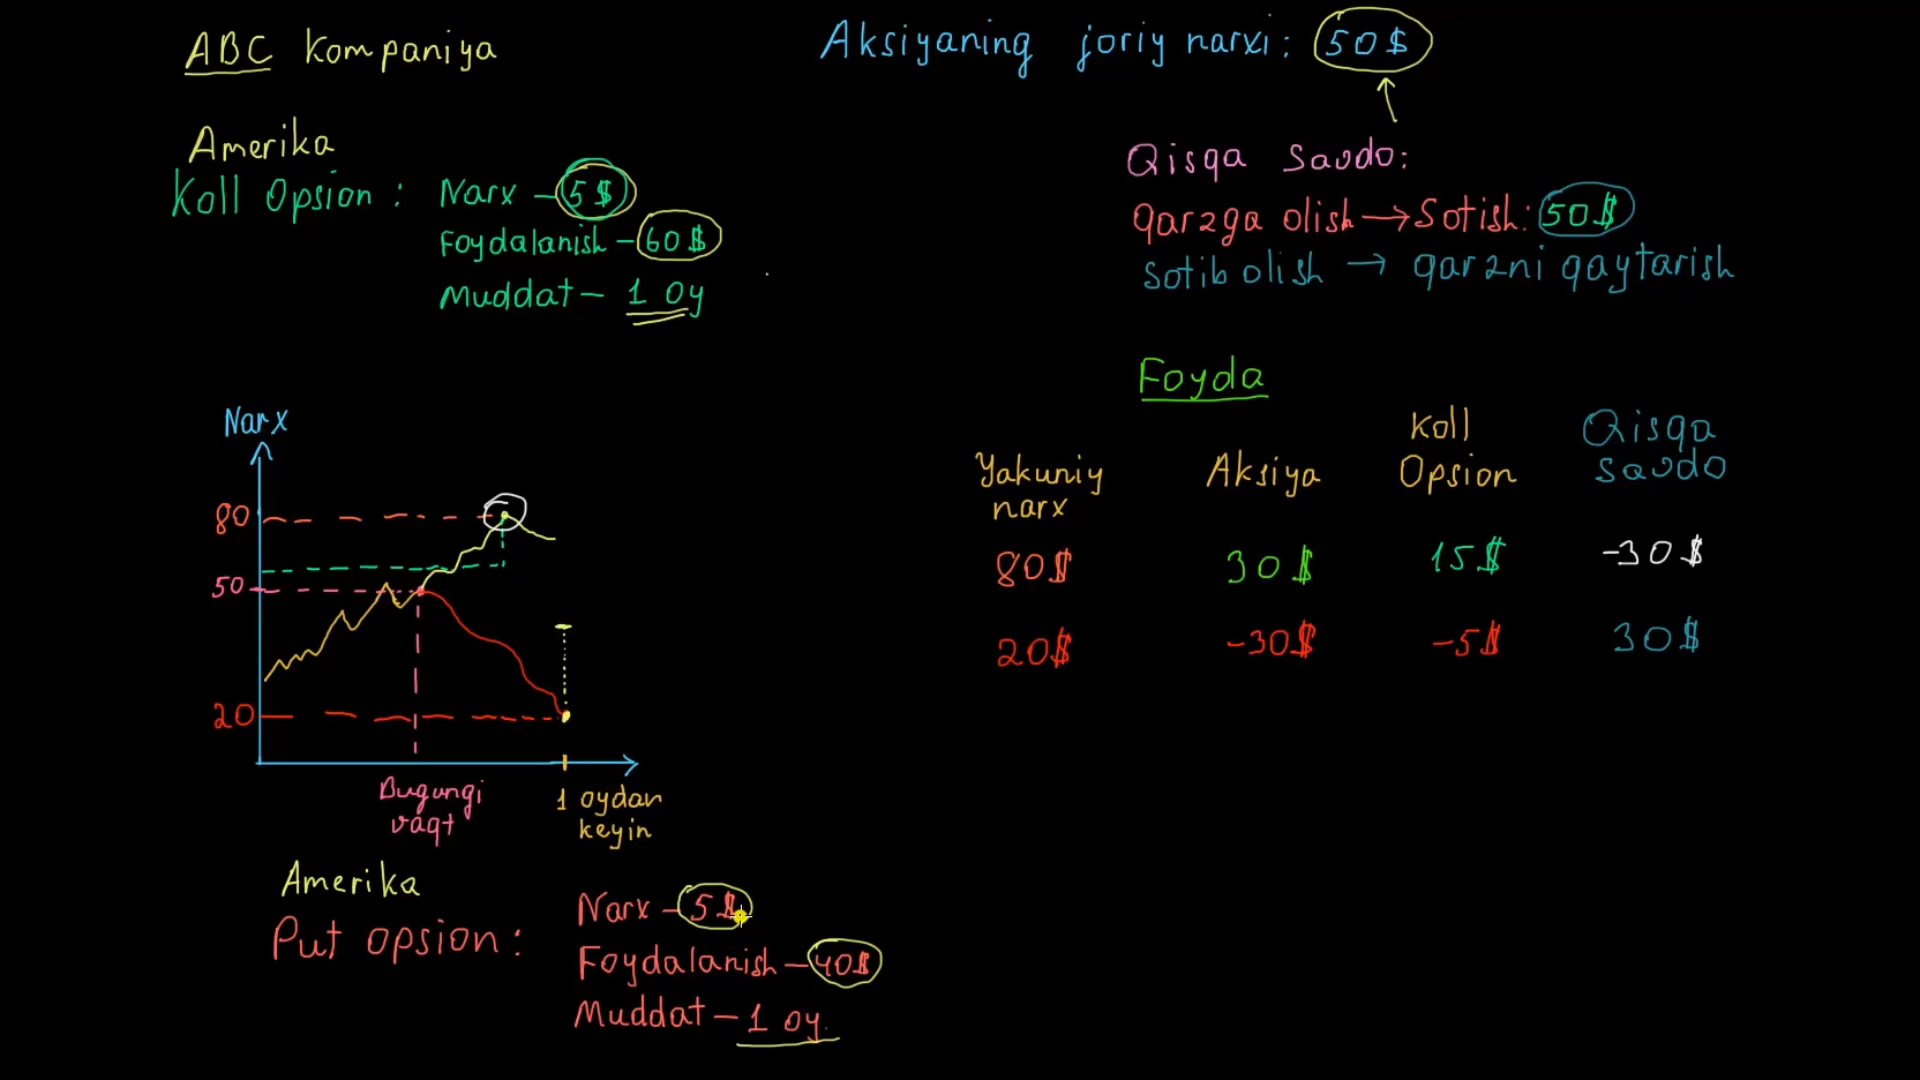 ABC kompaniya
Aksiyaning joriy narxi: 50$
Amerika
Koll Opsion: Narx – 5$
Foydalanish – 60$
Muddat – 1 oy
Qisqa savdo:
qarzga olish → Sotish: 50$
sotib olish → qarzni qaytarish
Foyda
Yakuniy narx Aksiya Koll Opsion Qisqa savdo
80$ 30$ 15$ -30$
20$ -30$ -5$ 30$
Narx
80
50
20
Bugungi vaqt
1 oydan keyin
Amerika
Put opsion: Narx – 5$
Foydalanish – 40$
Muddat – 1 oy.